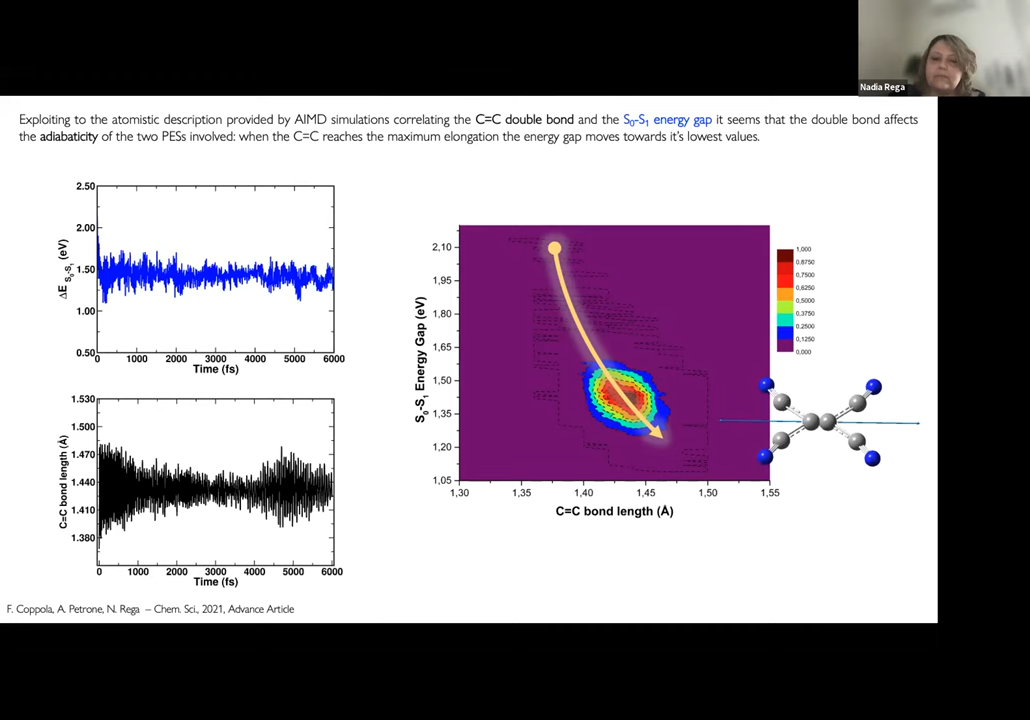 Nadia Rega
Exploiting to the atomistic description provided by AIMD simulations correlating the C=C double bond and the S0-S1 energy gap it seems that the double bond affects
the adiabaticity of the two PESs involved: when the C=C reaches the maximum elongation the energy gap moves towards it's lowest values.
2.50
2.00
1.50
1.00
0.50
ΔE S0-S1 (eV)
0 1000 2000 3000 4000 5000 6000
Time (fs)
1.530
1.500
1.470
1.440
1.410
1.380
C=C bond length (Å)
0 1000 2000 3000 4000 5000 6000
Time (fs)
2,10
1,95
1,80
1,65
1,50
1,35
1,20
1,05
S0-S1 Energy Gap (eV)
1,30 1,35 1,40 1,45 1,50 1,55
C=C bond length (Å)
1,000
0,8750
0,7500
0,6250
0,5000
0,3750
0,2500
0,1250
0,000
F. Coppola, A. Petrone, N. Rega – Chem. Sci., 2021, Advance Article